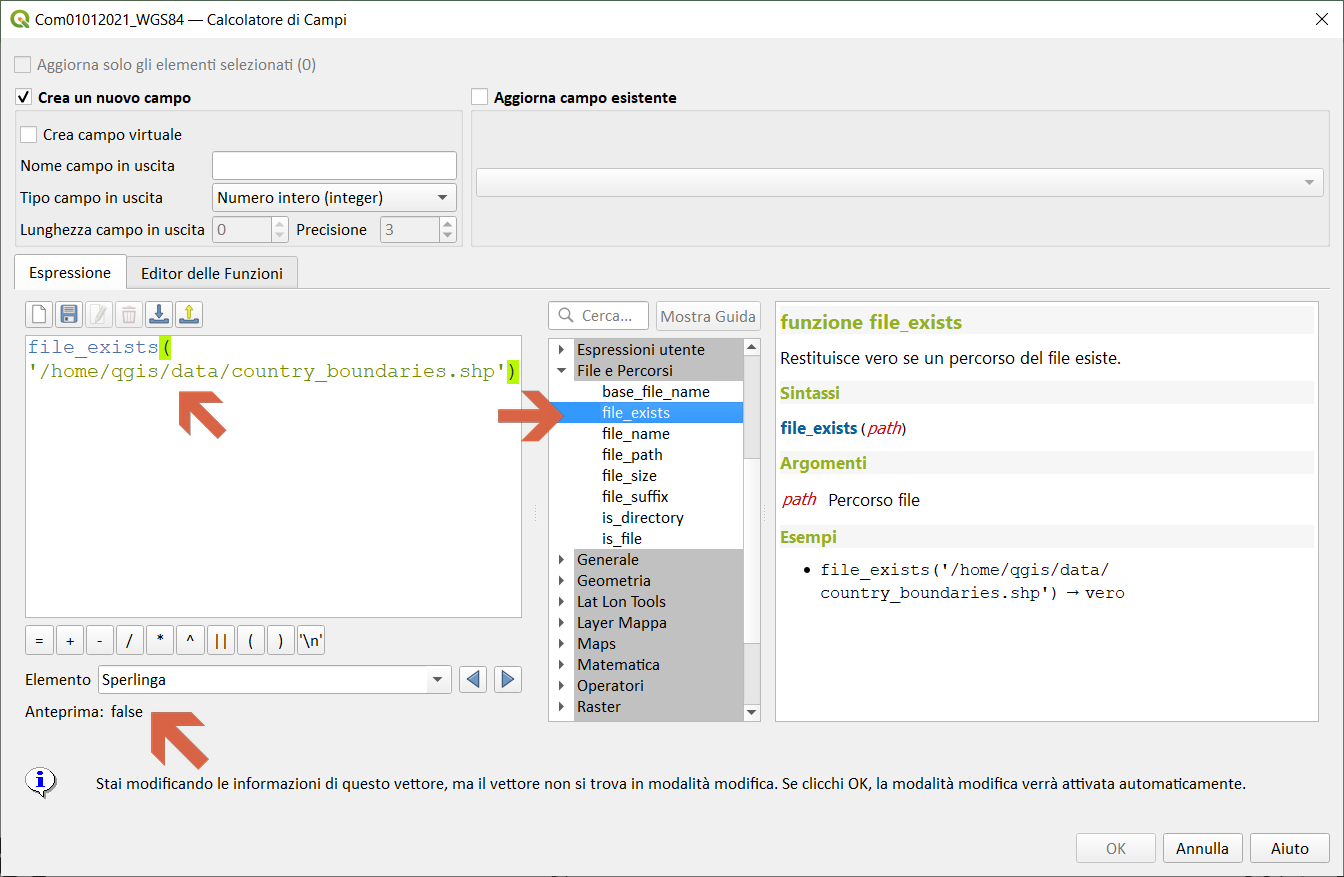 Com01012021_WGS84 — Calcolatore di Campi
Aggiorna solo gli elementi selezionati (0)
Crea un nuovo campo
Aggiorna campo esistente
Crea campo virtuale
Nome campo in uscita
Tipo campo in uscita Numero intero (integer)
Lunghezza campo in uscita 0 Precisione 3
Espressione Editor delle Funzioni
file_exists(
'/home/qgis/data/country_boundaries.shp')
= + - / * ^ || ( ) '\n'
Elemento Sperlinga
Anteprima: false
Cerca... Mostra Guida
Espressioni utente
File e Percorsi
base_file_name
file_exists
file_name
file_path
file_size
file_suffix
is_directory
is_file
Generale
Geometria
Lat Lon Tools
Layer Mappa
Maps
Matematica
Operatori
Raster
funzione file_exists
Restituisce vero se un percorso del file esiste.
Sintassi
file_exists(path)
Argomenti
path Percorso file
Esempi
• file_exists('/home/qgis/data/
country_boundaries.shp') → vero
Stai modificando le informazioni di questo vettore, ma il vettore non si trova in modalità modifica. Se clicchi OK, la modalità modifica verrà attivata automaticamente.
OK Annulla Aiuto